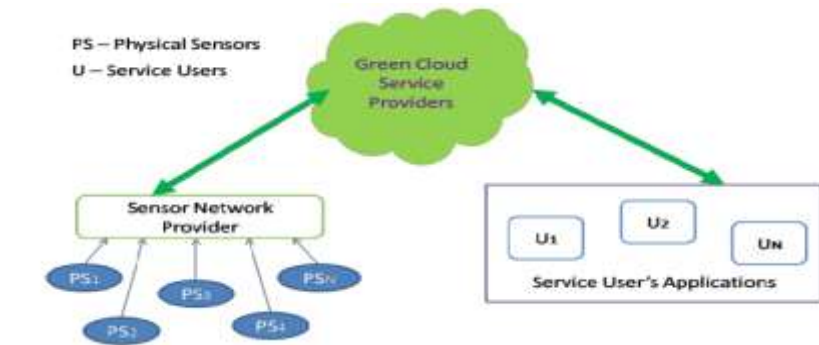 PS – Physical Sensors
U – Service Users
Green Cloud
Service
Providers
Sensor Network
Provider
PS1
PS2
PS3
PS4
PSN
U1
U2
UN
Service User's Applications